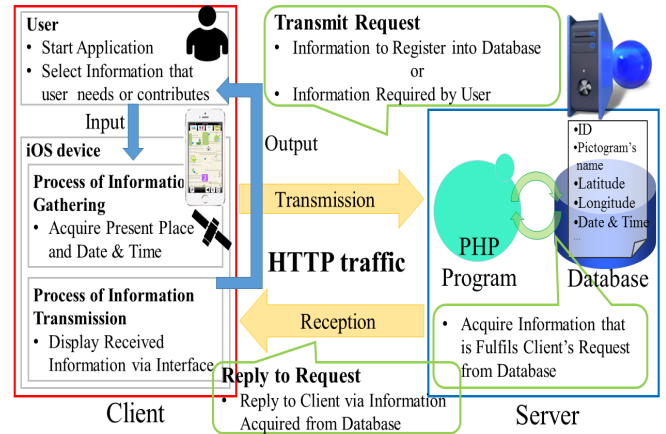 User
• Start Application
• Select Information that
user needs or contributes
Input
Output
iOS device
Process of Information
Gathering
• Acquire Present Place
and Date & Time
Process of Information
Transmission
• Display Received
Information via Interface
Client
Transmit Request
• Information to Register into Database
or
• Information Required by User
Transmission
HTTP traffic
Reception
Reply to Request
• Reply to Client via Information
Acquired from Database
•ID
•Pictogram's
name
•Latitude
•Longitude
•Date & Time
...
PHP
Program
Database
• Acquire Information that
is Fulfils Client's Request
from Database
Server